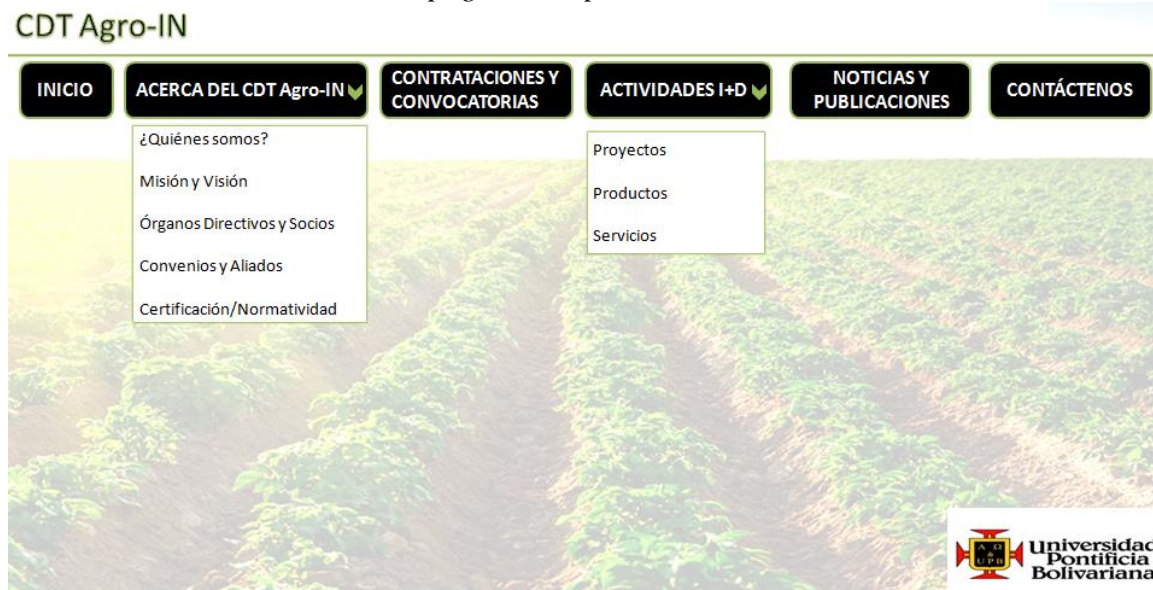 CDT Agro-IN
INICIO
ACERCA DEL CDT Agro-IN
CONTRATACIONES Y
CONVOCATORIAS
ACTIVIDADES I+D
NOTICIAS Y
PUBLICACIONES
CONTÁCTENOS
¿Quiénes somos?
Misión y Visión
Órganos Directivos y Socios
Convenios y Aliados
Certificación/Normatividad
Proyectos
Productos
Servicios
Α Ω
UPB
Universidad
Pontificia
Bolivariana